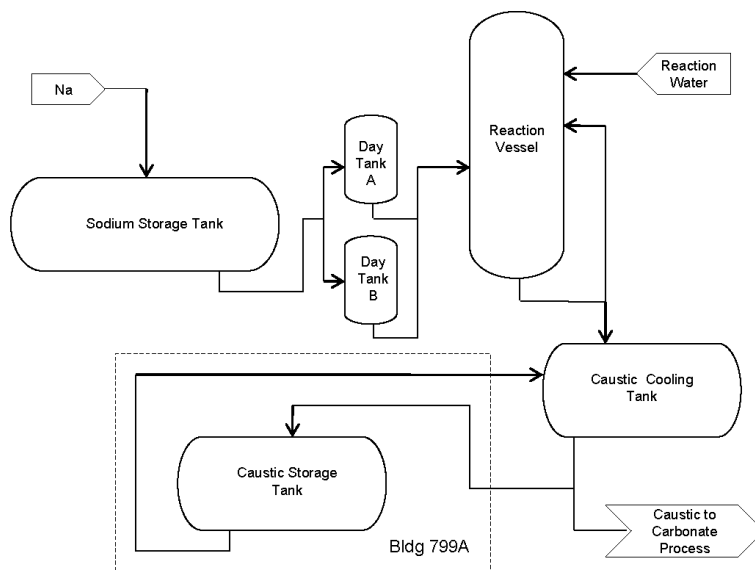 Na
Sodium Storage Tank
Day
Tank
A
Day
Tank
B
Reaction
Vessel
Reaction
Water
Caustic Cooling
Tank
Caustic Storage
Tank
Bldg 799A
Caustic to
Carbonate
Process